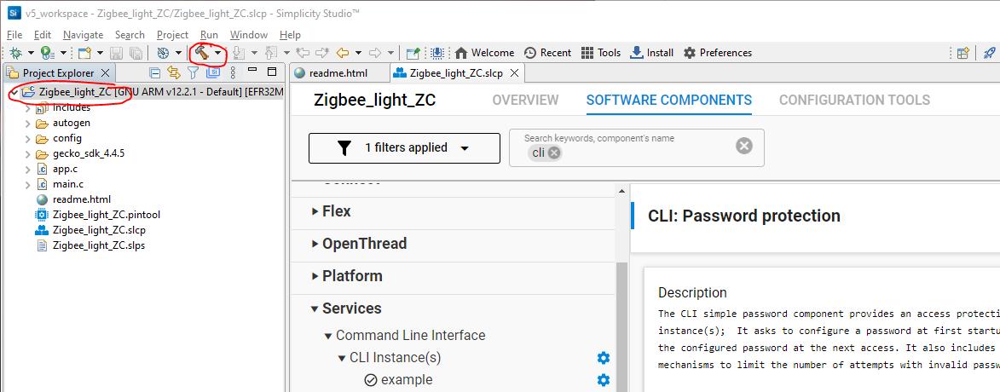 Si v5_workspace - Zigbee_light_ZC/Zigbee_light_ZC.slcp - Simplicity Studio™
File Edit Navigate Search Project Run Window Help
Welcome Recent Tools Install Preferences
Project Explorer
Zigbee_light_ZC [GNU ARM v12.2.1 - Default] [EFR32M
Includes
autogen
config
gecko_sdk_4.4.5
app.c
main.c
readme.html
Zigbee_light_ZC.pintool
Zigbee_light_ZC.slcp
Zigbee_light_ZC.slps
readme.html Zigbee_light_ZC.slcp
Zigbee_light_ZC OVERVIEW SOFTWARE COMPONENTS CONFIGURATION TOOLS
1 filters applied
Search keywords, component's name
cli
Connect
Flex
OpenThread
Platform
Services
Command Line Interface
CLI Instance(s)
example
CLI: Password protection
Description
The CLI simple password component provides an access protecti
instance(s); It asks to configure a password at first startu
the configured password at the next access. It also includes
mechanisms to limit the number of attempts with invalid passw